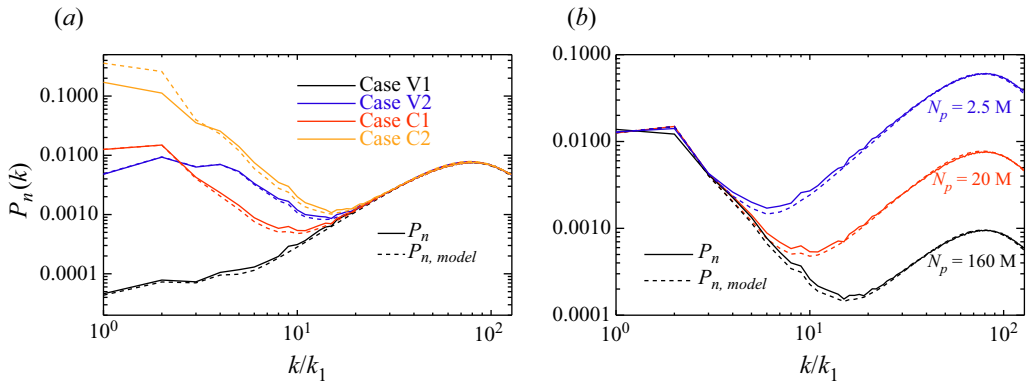 (a)
(b)
0.1000
0.0100
0.0010
0.0001
P_n(k)
Case V1
Case V2
Case C1
Case C2
P_n
P_{n, model}
10^0
10^1
10^2
k/k_1
0.1000
0.0100
0.0010
0.0001
N_p = 2.5 M
N_p = 20 M
N_p = 160 M
P_n
P_{n, model}
10^0
10^1
10^2
k/k_1